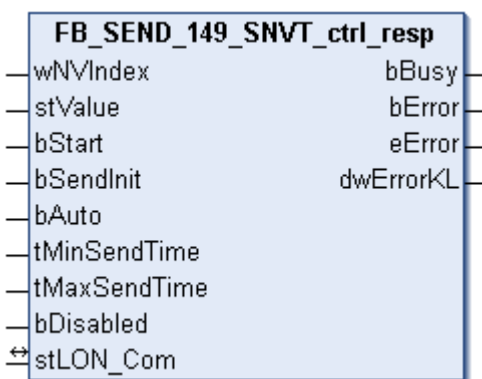 FB_SEND_149_SNVT_ctrl_resp
wNVIndex bBusy
stValue bError
bStart eError
bSendInit dwErrorKL
bAuto
tMinSendTime
tMaxSendTime
bDisabled
stLON_Com